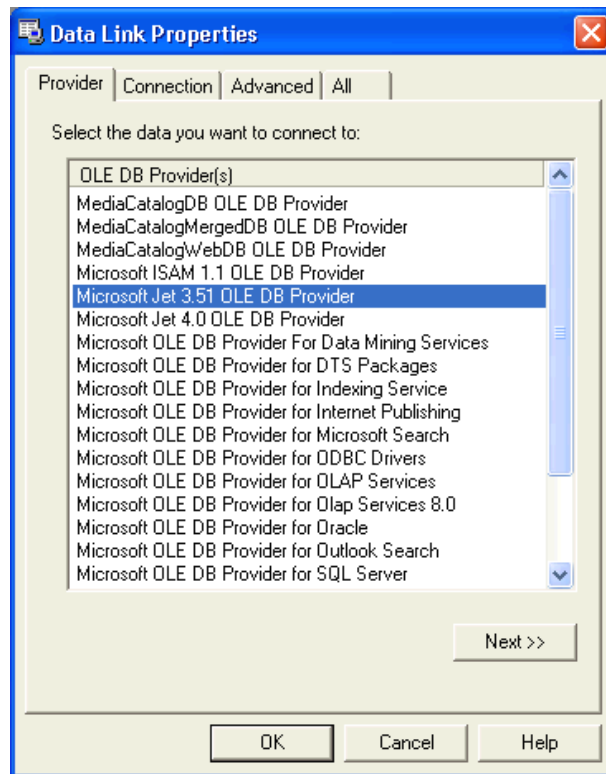 Data Link Properties
Provider Connection Advanced All
Select the data you want to connect to:
OLE DB Provider(s)
MediaCatalogDB OLE DB Provider
MediaCatalogMergedDB OLE DB Provider
MediaCatalogWebDB OLE DB Provider
Microsoft ISAM 1.1 OLE DB Provider
Microsoft Jet 3.51 OLE DB Provider
Microsoft Jet 4.0 OLE DB Provider
Microsoft OLE DB Provider For Data Mining Services
Microsoft OLE DB Provider for DTS Packages
Microsoft OLE DB Provider for Indexing Service
Microsoft OLE DB Provider for Internet Publishing
Microsoft OLE DB Provider for Microsoft Search
Microsoft OLE DB Provider for ODBC Drivers
Microsoft OLE DB Provider for OLAP Services
Microsoft OLE DB Provider for Olap Services 8.0
Microsoft OLE DB Provider for Oracle
Microsoft OLE DB Provider for Outlook Search
Microsoft OLE DB Provider for SQL Server
Next >>
OK Cancel Help